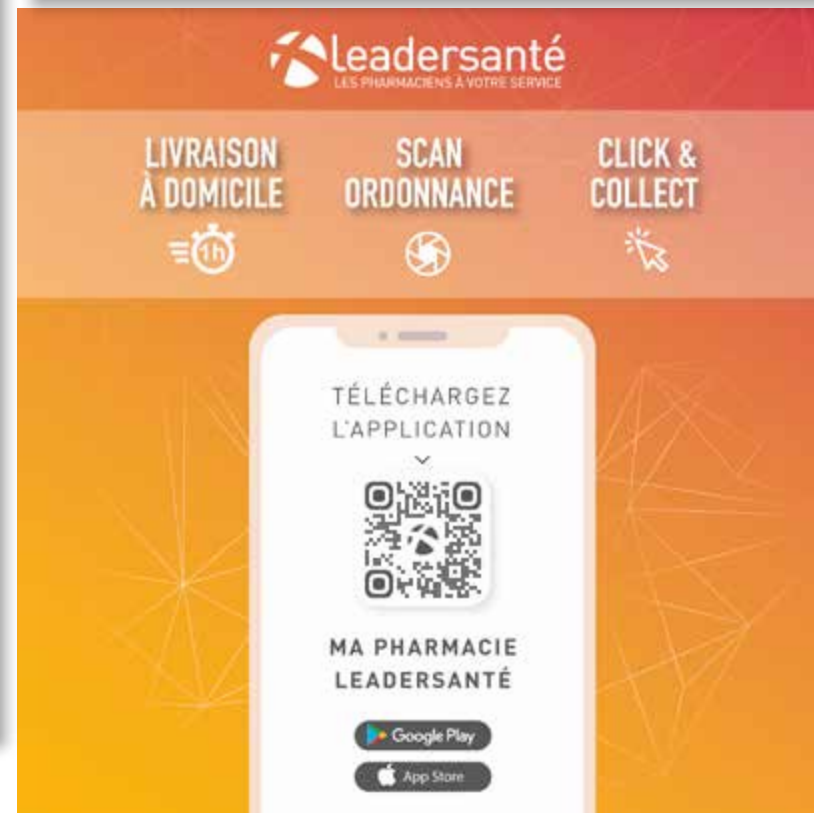 leadersanté
LES PHARMACIENS À VOTRE SERVICE
LIVRAISON
À DOMICILE
1h
SCAN
ORDONNANCE
CLICK &
COLLECT
TÉLÉCHARGEZ
L'APPLICATION
MA PHARMACIE
LEADERSANTÉ
Google Play
App Store